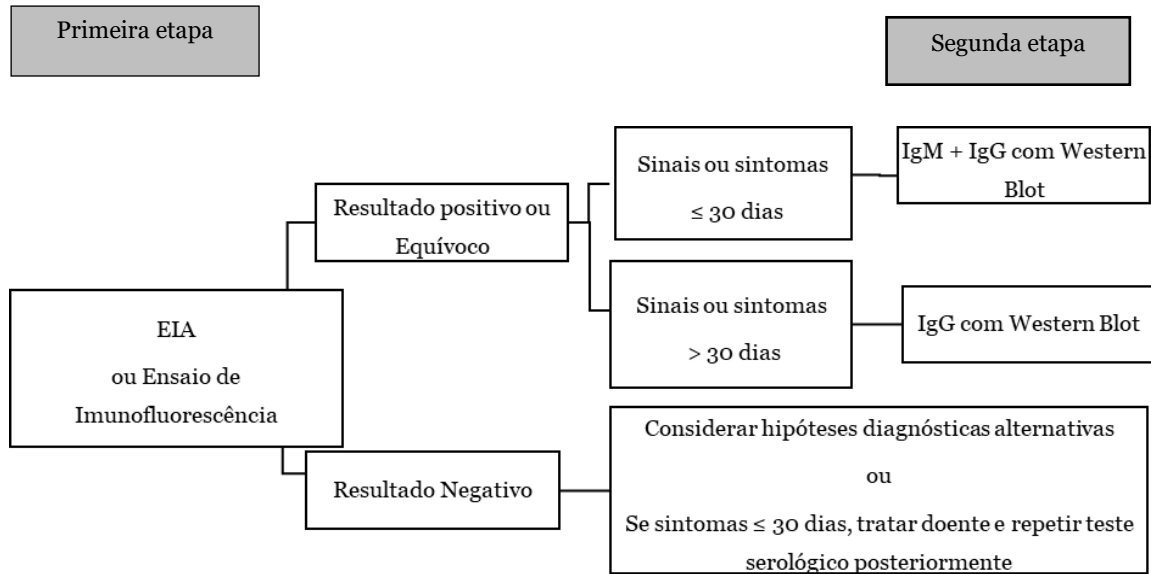 Primeira etapa
Segunda etapa
EIA
ou Ensaio de
Imunofluorescência
Resultado positivo ou
Equívoco
Sinais ou sintomas
≤ 30 dias
IgM + IgG com Western
Blot
Sinais ou sintomas
> 30 dias
IgG com Western Blot
Resultado Negativo
Considerar hipóteses diagnósticas alternativas
ou
Se sintomas ≤ 30 dias, tratar doente e repetir teste
serológico posteriormente